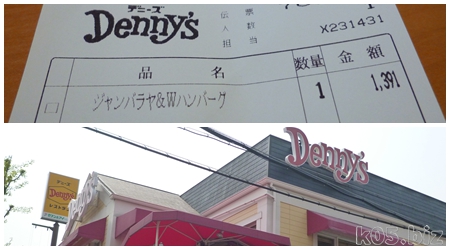 デニーズ
Denny's
伝票
人数
担当
X231431
品名
数量
金額
ジャンバラヤ&Wハンバーグ
1
1,391
Denny's
デニーズ
Denny's
k05.biz